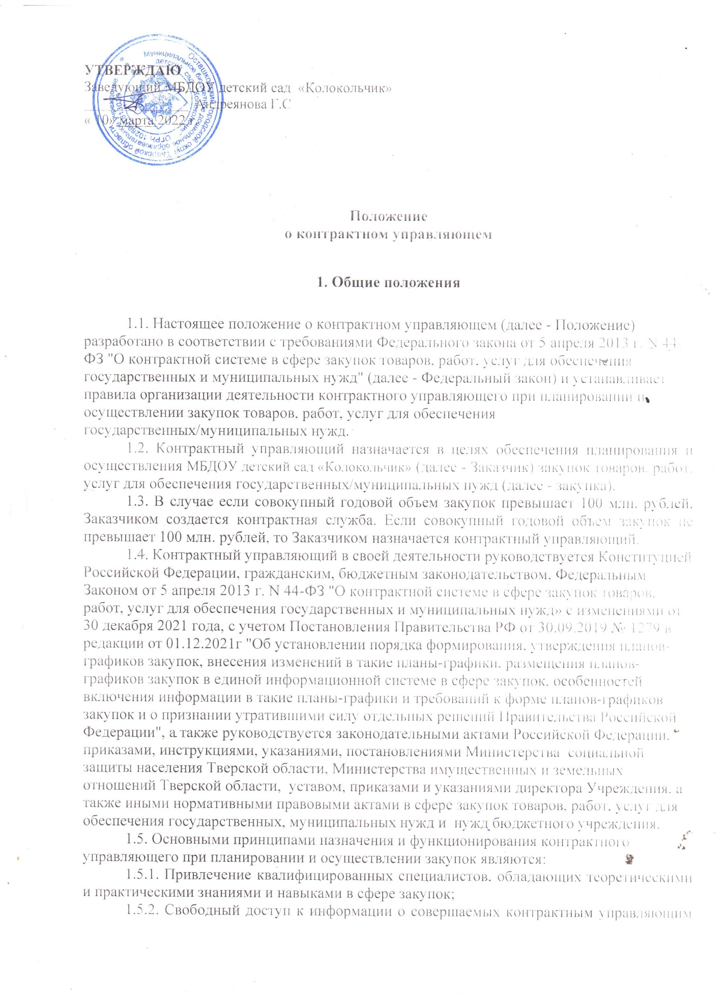 УТВЕРЖДАЮ
Заведующий МБДОУ детский сад «Колокольчик»
Андреянова Г.С
« 10» марта 2022г
Осташковский городской округ Тверской области
Муниципальное бюджетное дошкольное образовательное учреждение
детский сад "Колокольчик"
ОГРН
Положение
о контрактном управляющем
1. Общие положения
1.1. Настоящее положение о контрактном управляющем (далее - Положение)
разработано в соответствии с требованиями Федерального закона от 5 апреля 2013 г. N 44-
ФЗ "О контрактной системе в сфере закупок товаров, работ, услуг для обеспечения
государственных и муниципальных нужд" (далее - Федеральный закон) и устанавливает
правила организации деятельности контрактного управляющего при планировании и
осуществлении закупок товаров, работ, услуг для обеспечения
государственных/муниципальных нужд.
1.2. Контрактный управляющий назначается в целях обеспечения планирования и
осуществления МБДОУ детский сад «Колокольчик» (далее - Заказчик) закупок товаров, работ,
услуг для обеспечения государственных/муниципальных нужд (далее - закупка).
1.3. В случае если совокупный годовой объем закупок превышает 100 млн. рублей,
Заказчиком создается контрактная служба. Если совокупный годовой объем закупок не
превышает 100 млн. рублей, то Заказчиком назначается контрактный управляющий.
1.4. Контрактный управляющий в своей деятельности руководствуется Конституцией
Российской Федерации, гражданским, бюджетным законодательством, Федеральным
Законом от 5 апреля 2013 г. N 44-ФЗ "О контрактной системе в сфере закупок товаров,
работ, услуг для обеспечения государственных и муниципальных нужд» с изменениями от
30 декабря 2021 года, с учетом Постановления Правительства РФ от 30.09.2019 № 1279 в
редакции от 01.12.2021г "Об установлении порядка формирования, утверждения планов-
графиков закупок, внесения изменений в такие планы-графики, размещения планов-
графиков закупок в единой информационной системе в сфере закупок, особенностей
включения информации в такие планы-графики и требований к форме планов-графиков
закупок и о признании утратившими силу отдельных решений Правительства Российской
Федерации", а также руководствуется законодательными актами Российской Федерации,
приказами, инструкциями, указаниями, постановлениями Министерства социальной
защиты населения Тверской области, Министерства имущественных и земельных
отношений Тверской области, уставом, приказами и указаниями директора Учреждения, а
также иными нормативными правовыми актами в сфере закупок товаров, работ, услуг для
обеспечения государственных, муниципальных нужд и нужд бюджетного учреждения.
1.5. Основными принципами назначения и функционирования контрактного
управляющего при планировании и осуществлении закупок являются:
1.5.1. Привлечение квалифицированных специалистов, обладающих теоретическими
и практическими знаниями и навыками в сфере закупок;
1.5.2. Свободный доступ к информации о совершаемых контрактным управляющим